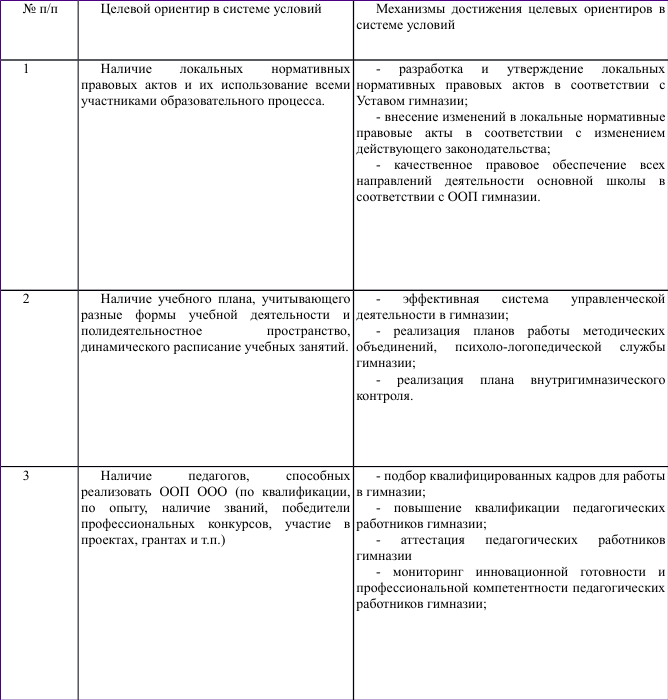 № п/п
Целевой ориентир в системе условий
Механизмы достижения целевых ориентиров в
системе условий
1
Наличие локальных нормативных
правовых актов и их использование всеми
участниками образовательного процесса.
- разработка и утверждение локальных
нормативных правовых актов в соответствии с
Уставом гимназии;
- внесение изменений в локальные нормативные
правовые акты в соответствии с изменением
действующего законодательства;
- качественное правовое обеспечение всех
направлений деятельности основной школы в
соответствии с ООП гимназии.
2
Наличие учебного плана, учитывающего
разные формы учебной деятельности и
полидеятельностное пространство,
динамического расписание учебных занятий.
- эффективная система управленческой
деятельности в гимназии;
- реализация планов работы методических
объединений, психоло-логопедической службы
гимназии;
- реализация плана внутригимназического
контроля.
3
Наличие педагогов, способных
реализовать ООП ООО (по квалификации,
по опыту, наличие званий, победители
профессиональных конкурсов, участие в
проектах, грантах и т.п.)
- подбор квалифицированных кадров для работы
в гимназии;
- повышение квалификации педагогических
работников гимназии;
- аттестация педагогических работников
гимназии
- мониторинг инновационной готовности и
профессиональной компетентности педагогических
работников гимназии;